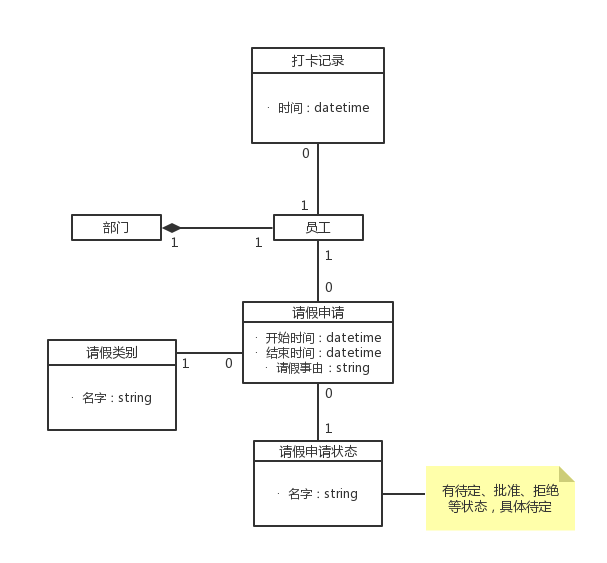 打卡记录
· 时间：datetime
0
1
部门
1
1
员工
1
0
请假申请
· 开始时间：datetime
· 结束时间：datetime
· 请假事由：string
请假类别
· 名字：string
1
0
0
1
请假申请状态
· 名字：string
有待定、批准、拒绝
等状态，具体待定